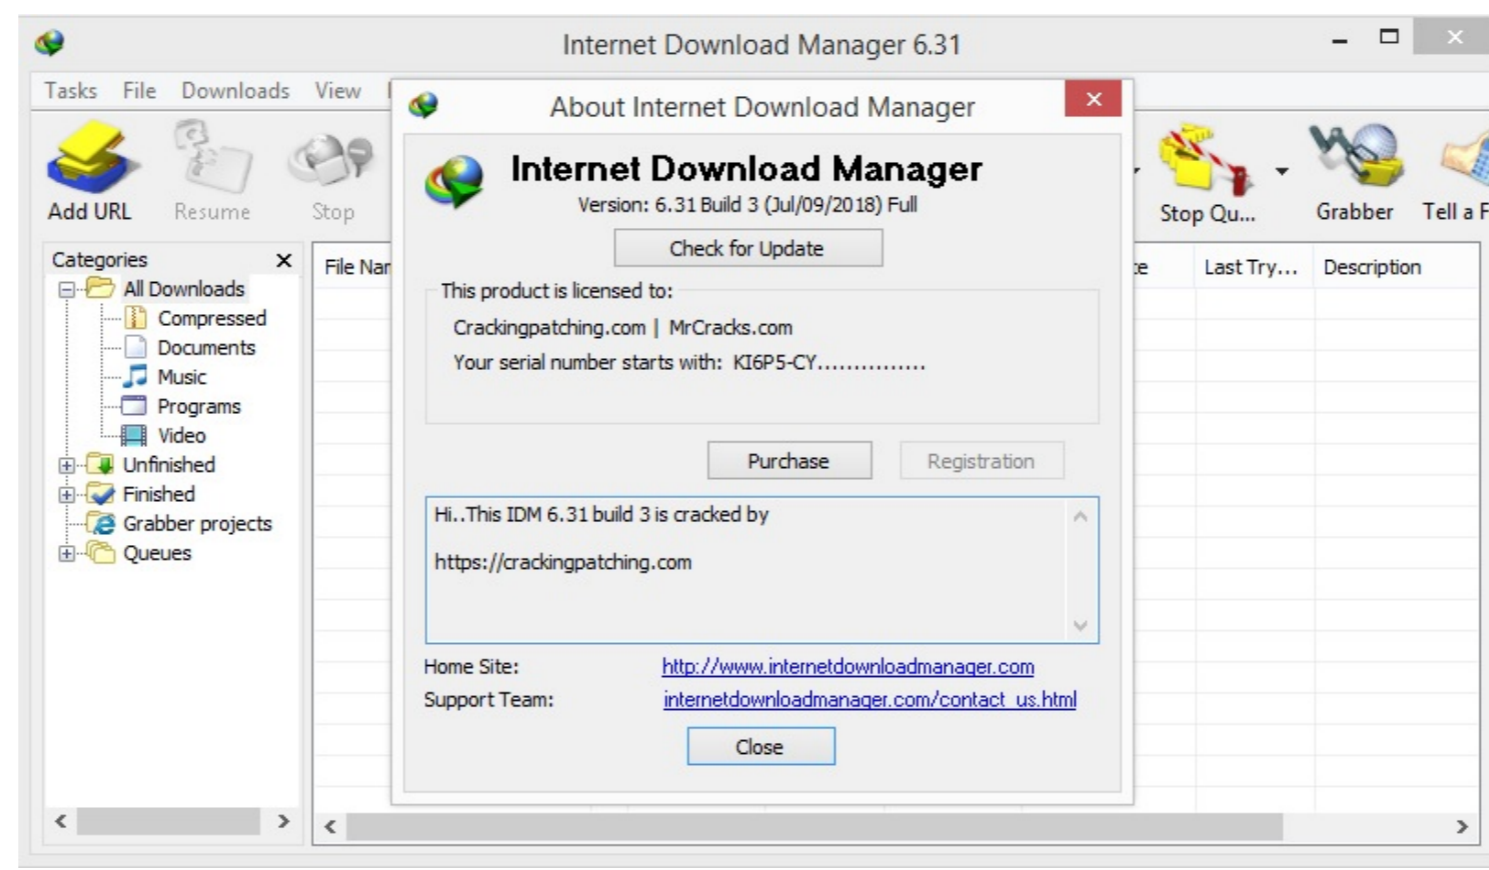 Internet Download Manager 6.31
Tasks File Downloads View
About Internet Download Manager
Internet Download Manager
Version: 6.31 Build 3 (Jul/09/2018) Full
Check for Update
Add URL Resume Stop
Stop Qu... Grabber Tell a F
Categories
File Nar
Last Try... Description
This product is licensed to:
Crackingpatching.com | MrCracks.com
Your serial number starts with: KI6P5-CY...............
All Downloads
Compressed
Documents
Music
Programs
Video
Unfinished
Finished
Grabber projects
Queues
Purchase Registration
Hi..This IDM 6.31 build 3 is cracked by
https://crackingpatching.com
Home Site: http://www.internetdownloadmanager.com
Support Team: internetdownloadmanager.com/contact_us.html
Close